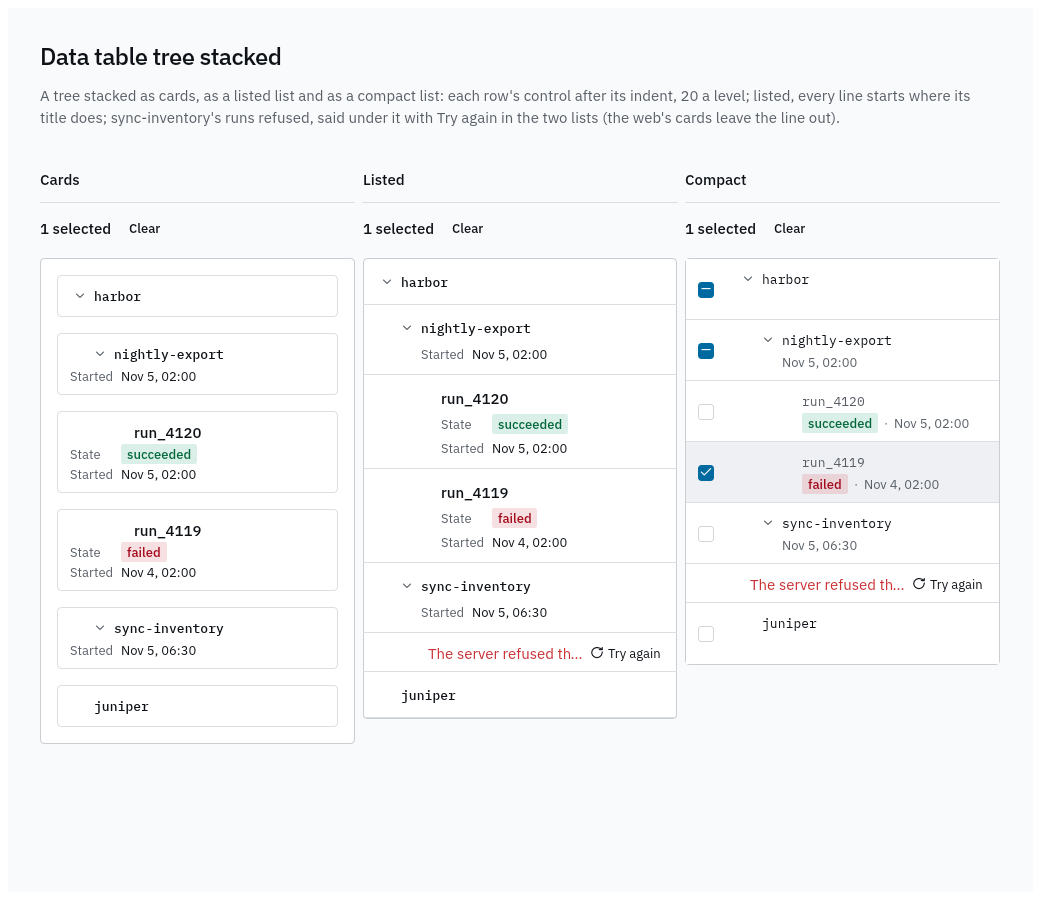 Data table tree stacked
A tree stacked as cards, as a listed list and as a compact list: each row's control after its indent, 20 a level; listed, every line starts where its
title does; sync-inventory's runs refused, said under it with Try again in the two lists (the web's cards leave the line out).
Cards
1 selected Clear
harbor
nightly-export
Started Nov 5, 02:00
run_4120
State succeeded
Started Nov 5, 02:00
run_4119
State failed
Started Nov 4, 02:00
sync-inventory
Started Nov 5, 06:30
juniper
Listed
1 selected Clear
harbor
nightly-export
Started Nov 5, 02:00
run_4120
State succeeded
Started Nov 5, 02:00
run_4119
State failed
Started Nov 4, 02:00
sync-inventory
Started Nov 5, 06:30
The server refused th... Try again
juniper
Compact
1 selected Clear
harbor
nightly-export
Nov 5, 02:00
run_4120
succeeded · Nov 5, 02:00
run_4119
failed · Nov 4, 02:00
sync-inventory
Nov 5, 06:30
The server refused th... Try again
juniper